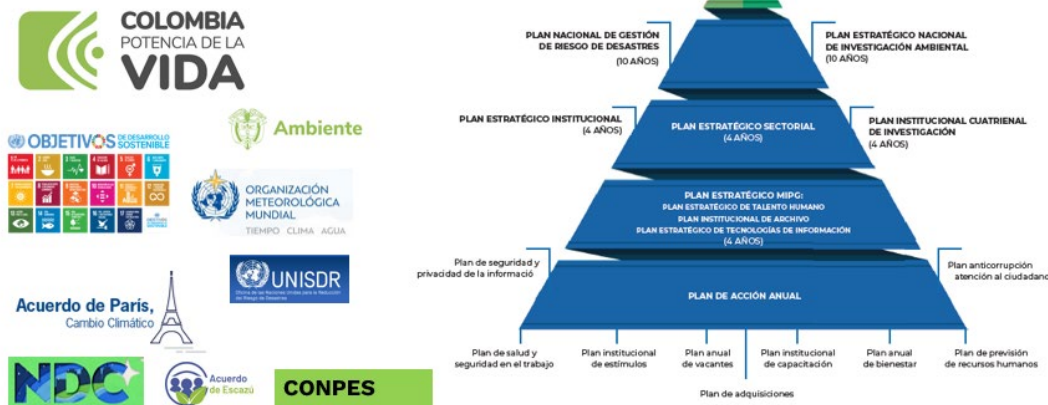 COLOMBIA
POTENCIA DE LA
VIDA
OBJETIVOS DE DESARROLLO
SOSTENIBLE
Ambiente
ORGANIZACIÓN
METEOROLÓGICA
MUNDIAL
TIEMPO CLIMA AGUA
UNISDR
Acuerdo de París,
Cambio Climático
NDC
Acuerdo
de Escazú
CONPES
PLAN NACIONAL DE GESTIÓN
DE RIESGO DE DESASTRES
(10 AÑOS)
PLAN ESTRATÉGICO NACIONAL
DE INVESTIGACIÓN AMBIENTAL
(10 AÑOS)
PLAN ESTRATÉGICO INSTITUCIONAL
(4 AÑOS)
PLAN ESTRATÉGICO SECTORIAL
(4 AÑOS)
PLAN INSTITUCIONAL CUATRIENAL
DE INVESTIGACIÓN
(4 AÑOS)
PLAN ESTRATÉGICO MIPG:
PLAN ESTRATÉGICO DE TALENTO HUMANO
PLAN INSTITUCIONAL DE ARCHIVO
PLAN ESTRATÉGICO DE TECNOLOGÍAS DE INFORMACIÓN
(4 AÑOS)
Plan de seguridad y
privacidad de la informació
Plan anticorrupción
atención al ciudadano
PLAN DE ACCIÓN ANUAL
Plan de salud y
seguridad en el trabajo
Plan institucional
de estímulos
Plan anual
de vacantes
Plan institucional
de capacitación
Plan anual
de bienestar
Plan de previsión
de recursos humanos
Plan de adquisiciones